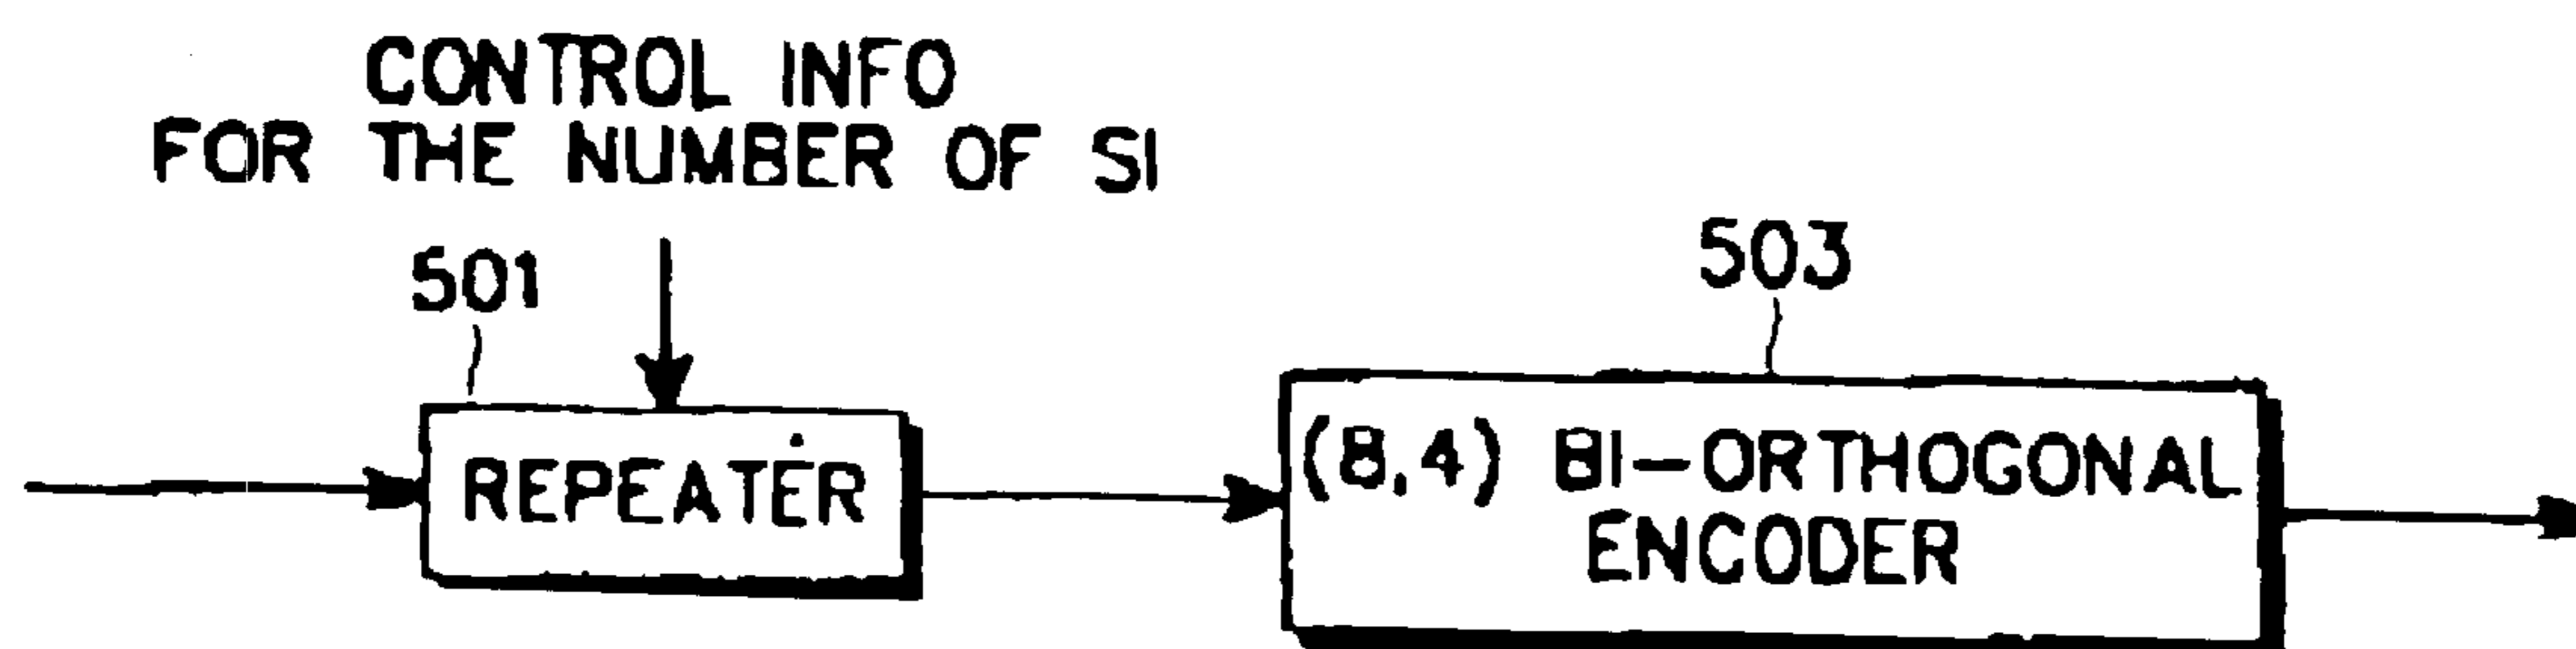 CONTROL INFO
FOR THE NUMBER OF SI
501
503
REPEATER
(8,4) BI-ORTHOGONAL
ENCODER